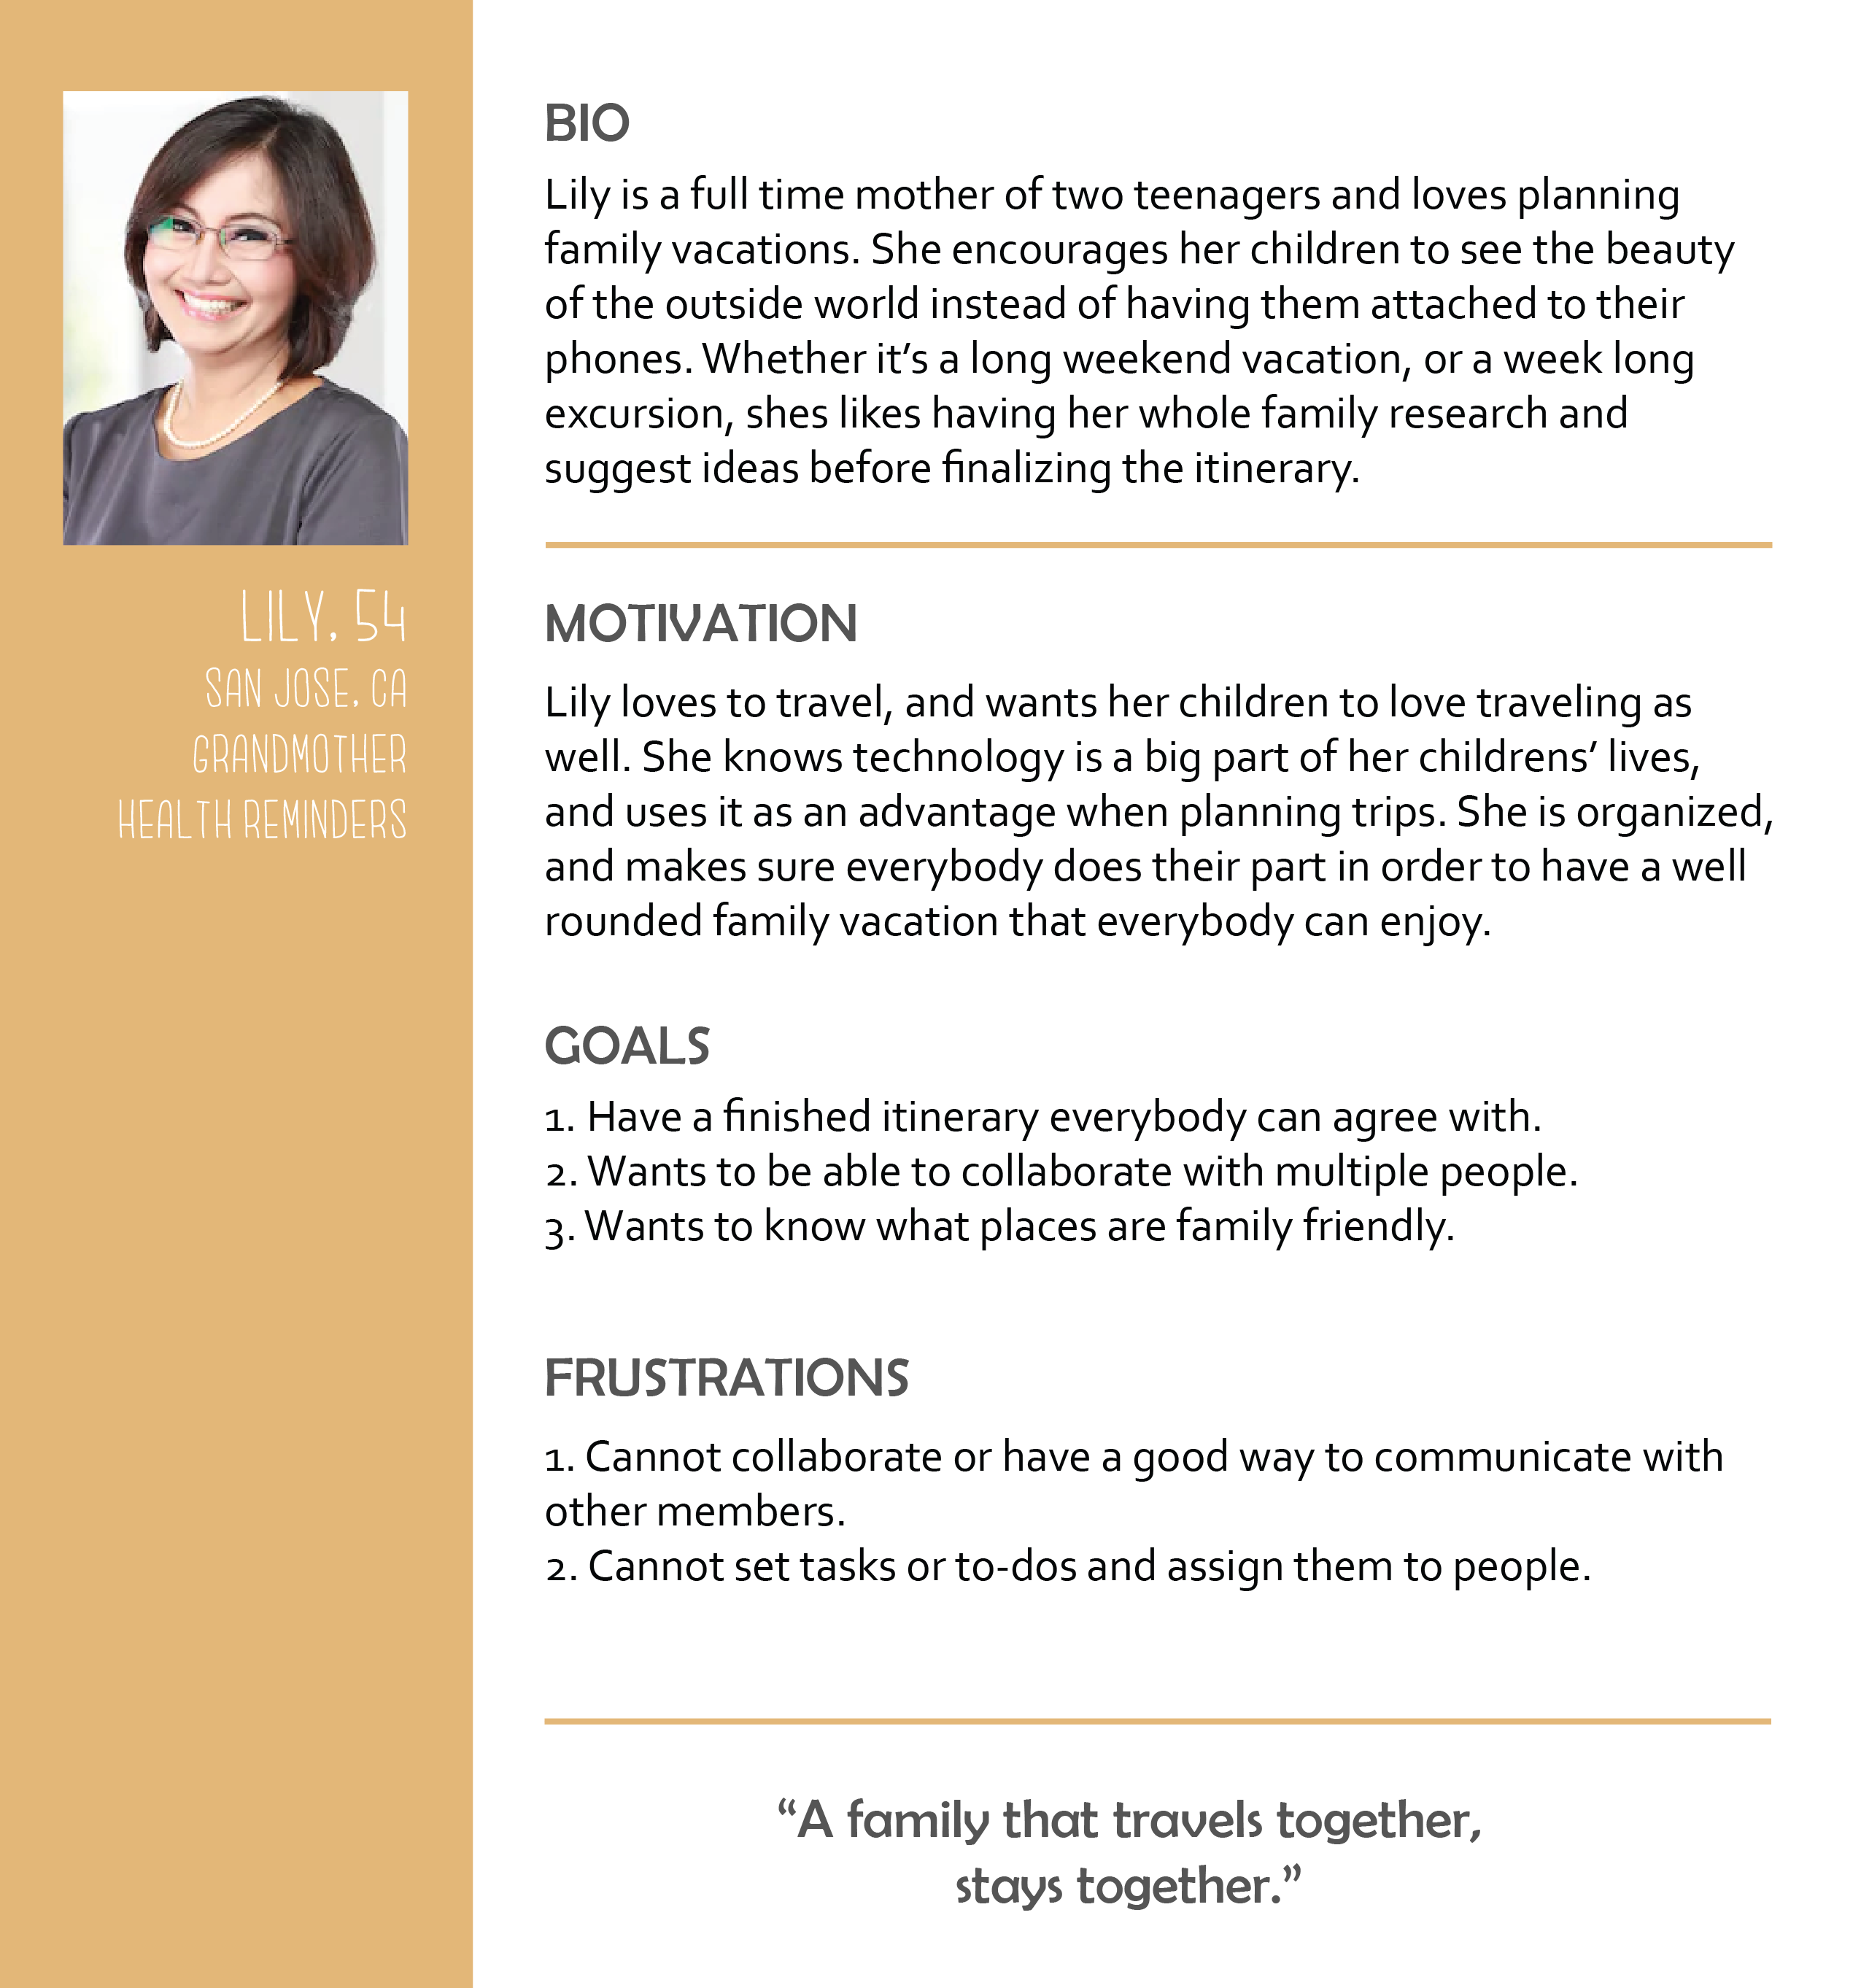 LILY, 54
SAN JOSE, CA
GRANDMOTHER
HEALTH REMINDERS
BIO
Lily is a full time mother of two teenagers and loves planning
family vacations. She encourages her children to see the beauty
of the outside world instead of having them attached to their
phones. Whether it’s a long weekend vacation, or a week long
excursion, shes likes having her whole family research and
suggest ideas before finalizing the itinerary.
MOTIVATION
Lily loves to travel, and wants her children to love traveling as
well. She knows technology is a big part of her childrens’ lives,
and uses it as an advantage when planning trips. She is organized,
and makes sure everybody does their part in order to have a well
rounded family vacation that everybody can enjoy.
GOALS
1. Have a finished itinerary everybody can agree with.
2. Wants to be able to collaborate with multiple people.
3. Wants to know what places are family friendly.
FRUSTRATIONS
1. Cannot collaborate or have a good way to communicate with
other members.
2. Cannot set tasks or to-dos and assign them to people.
“A family that travels together,
stays together.”